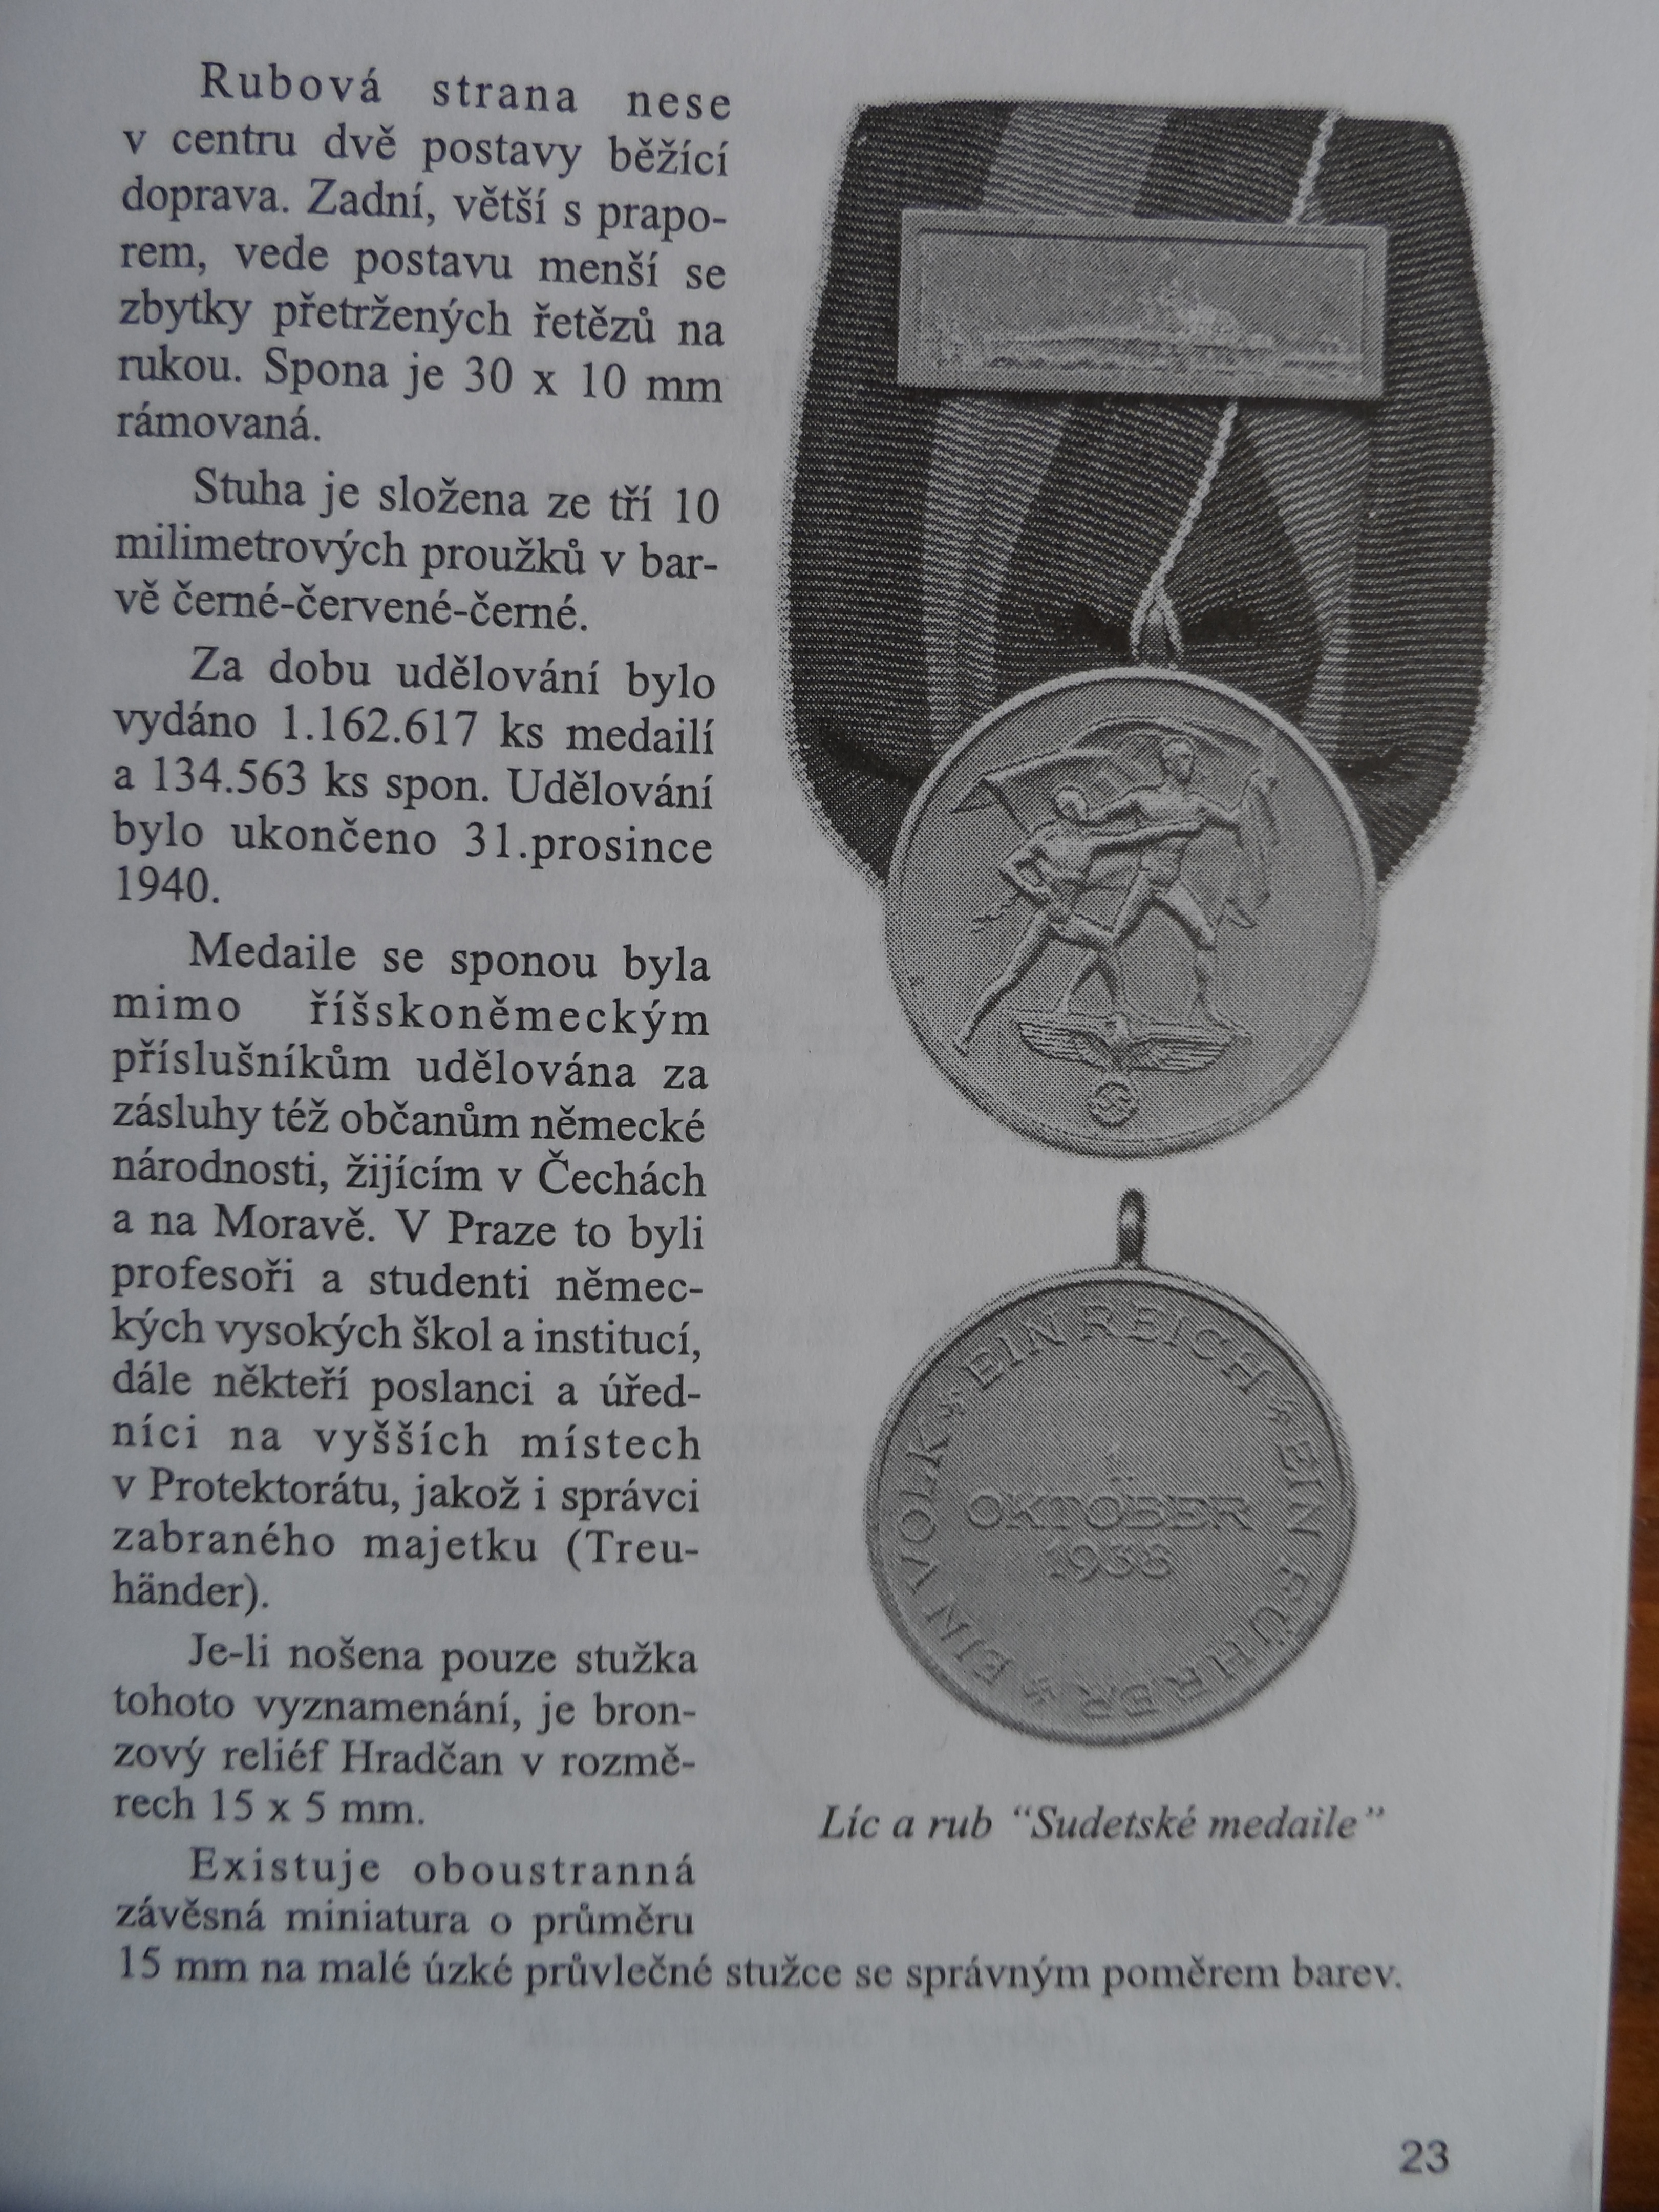 Rubová strana nese
v centru dvě postavy běžící
doprava. Zadní, větší s prapo-
rem, vede postavu menší se
zbytky přetržených řetězů na
rukou. Spona je 30 x 10 mm
rámovaná.
Stuha je složena ze tří 10
milimetrových proužků v bar-
vě černé-červené-černé.
Za dobu udělování bylo
vydáno 1.162.617 ks medailí
a 134.563 ks spon. Udělování
bylo ukončeno 31.prosince
1940.
Medaile se sponou byla
mimo říšskoněmeckým
příslušníkům udělována za
zásluhy též občanům německé
národnosti, žijícím v Čechách
a na Moravě. V Praze to byli
profesoři a studenti němec-
kých vysokých škol a institucí,
dále někteří poslanci a úřed-
níci na vyšších místech
v Protektorátu, jakož i správci
zabraného majetku (Treu-
händer).
Je-li nošena pouze stužka
tohoto vyznamenání, je bron-
zový reliéf Hradčan v rozmě-
rech 15 x 5 mm.
Existuje oboustranná
závěsná miniatura o průměru
15 mm na malé úzké průvlečné stužce se správným poměrem barev.
EIN VOLK * EIN REICH * EIN FÜHRER *
1.
OKTOBER
1938
Líc a rub “Sudetské medaile”
23